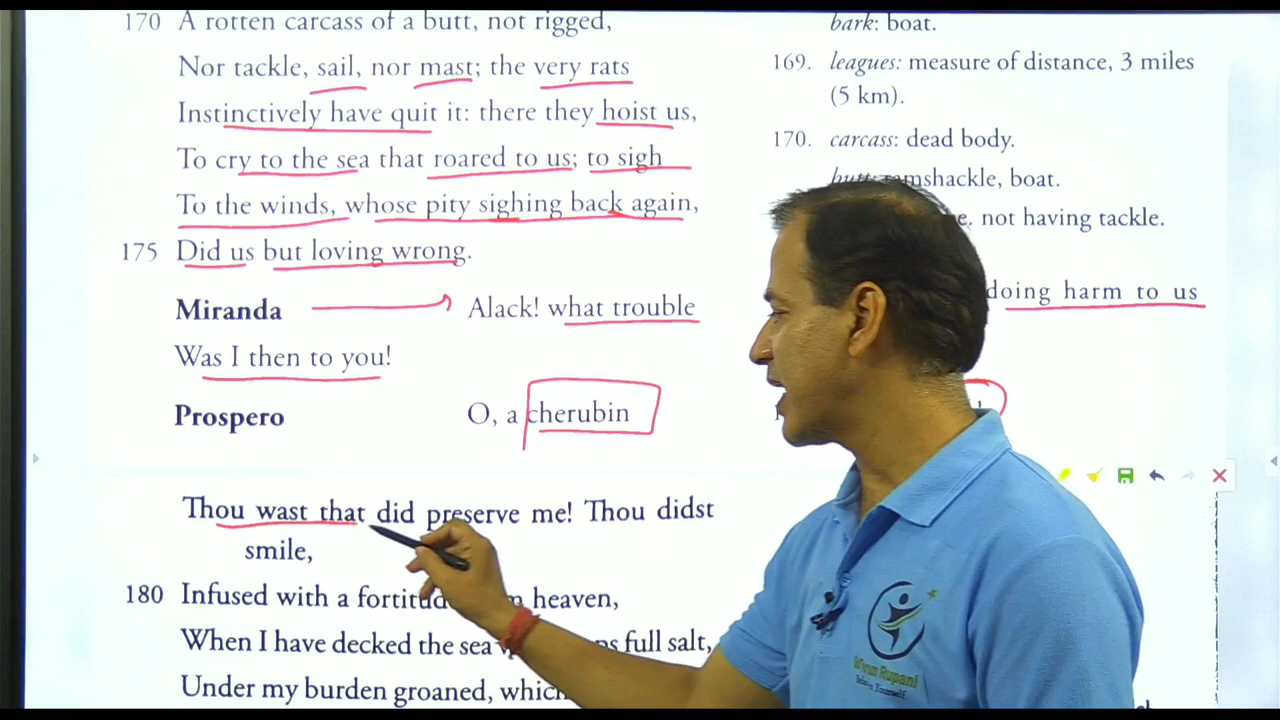 170 A rotten carcass of a butt, not rigged,
Nor tackle, sail, nor mast; the very rats
Instinctively have quit it: there they hoist us,
To cry to the sea that roared to us; to sigh
To the winds, whose pity sighing back again,
175 Did us but loving wrong.
Miranda Alack! what trouble
Was I then to you!
Prospero O, a cherubin
Thou wast that did preserve me! Thou didst
smile,
180 Infused with a fortitude heaven,
When I have decked the sea full salt,
Under my burden groaned, which
bark: boat.
169. leagues: measure of distance, 3 miles
(5 km).
170. carcass: dead body.
butt: ramshackle, boat.
not having tackle.
doing harm to us
Rupani